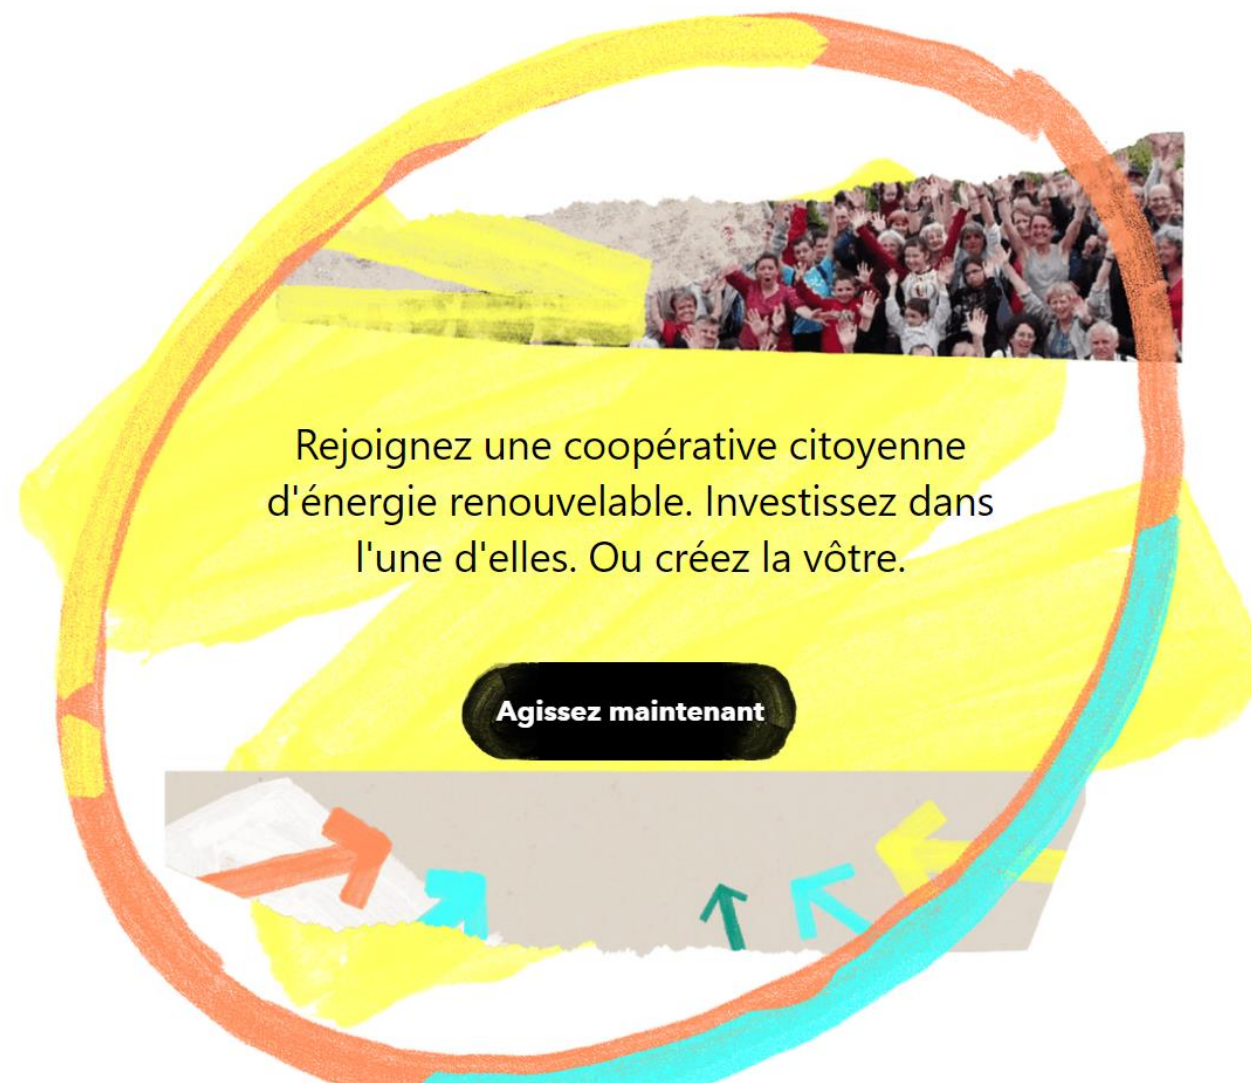 Rejoignez une coopérative citoyenne
d'énergie renouvelable. Investissez dans
l'une d'elles. Ou créez la vôtre.
Agissez maintenant